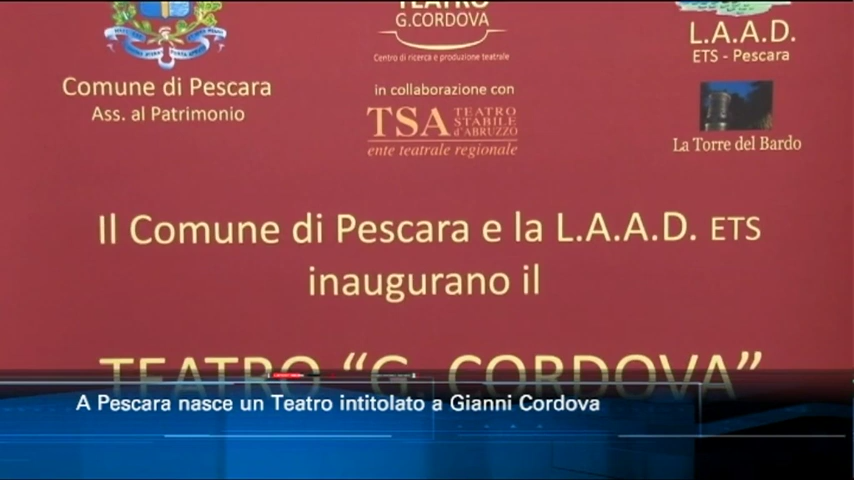 TEATRO
G.CORDOVA
Centro di ricerca e produzione teatrale
L.A.A.D.
ETS - Pescara
Comune di Pescara
Ass. al Patrimonio
in collaborazione con
TSA TEATRO
STABILE
d'ABRUZZO
ente teatrale regionale
La Torre del Bardo
Il Comune di Pescara e la L.A.A.D. ETS
inaugurano il
TEATRO “G. CORDOVA”
A Pescara nasce un Teatro intitolato a Gianni Cordova